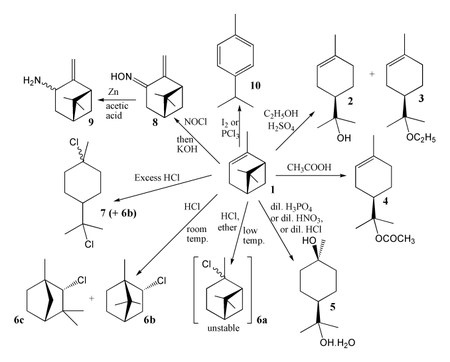 H₂N
HON
9
Zn
acetic
acid
8
NOCl
then
KOH
10
I₂ or
PCl₃
C₂H₅OH
H₂SO₄
2
OH
+
3
OC₂H₅
1
CH₃COOH
4
OCOCH₃
Cl
Excess HCl
7 (+ 6b)
Cl
HCl
room
temp.
HCl,
ether
low
temp.
dil. H₃PO₄
or dil. HNO₃,
or dil. HCl
HO
5
OH.H₂O
Cl
6c
+
Cl
6b
Cl
6a
unstable